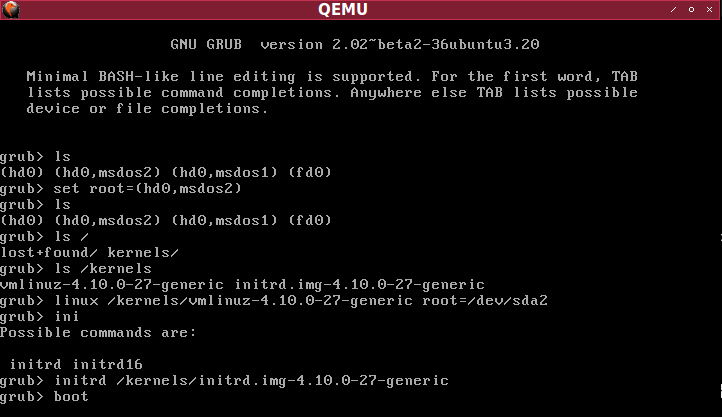 QEMU
GNU GRUB  version 2.02~beta2-36ubuntu3.20
Minimal BASH-like line editing is supported. For the first word, TAB
lists possible command completions. Anywhere else TAB lists possible
device or file completions.
grub> ls
(hd0) (hd0,msdos2) (hd0,msdos1) (fd0)
grub> set root=(hd0,msdos2)
grub> ls
(hd0) (hd0,msdos2) (hd0,msdos1) (fd0)
grub> ls /
lost+found/ kernels/
grub> ls /kernels
vmlinuz-4.10.0-27-generic initrd.img-4.10.0-27-generic
grub> linux /kernels/vmlinuz-4.10.0-27-generic root=/dev/sda2
grub> ini
Possible commands are:
initrd initrd16
grub> initrd /kernels/initrd.img-4.10.0-27-generic
grub> boot